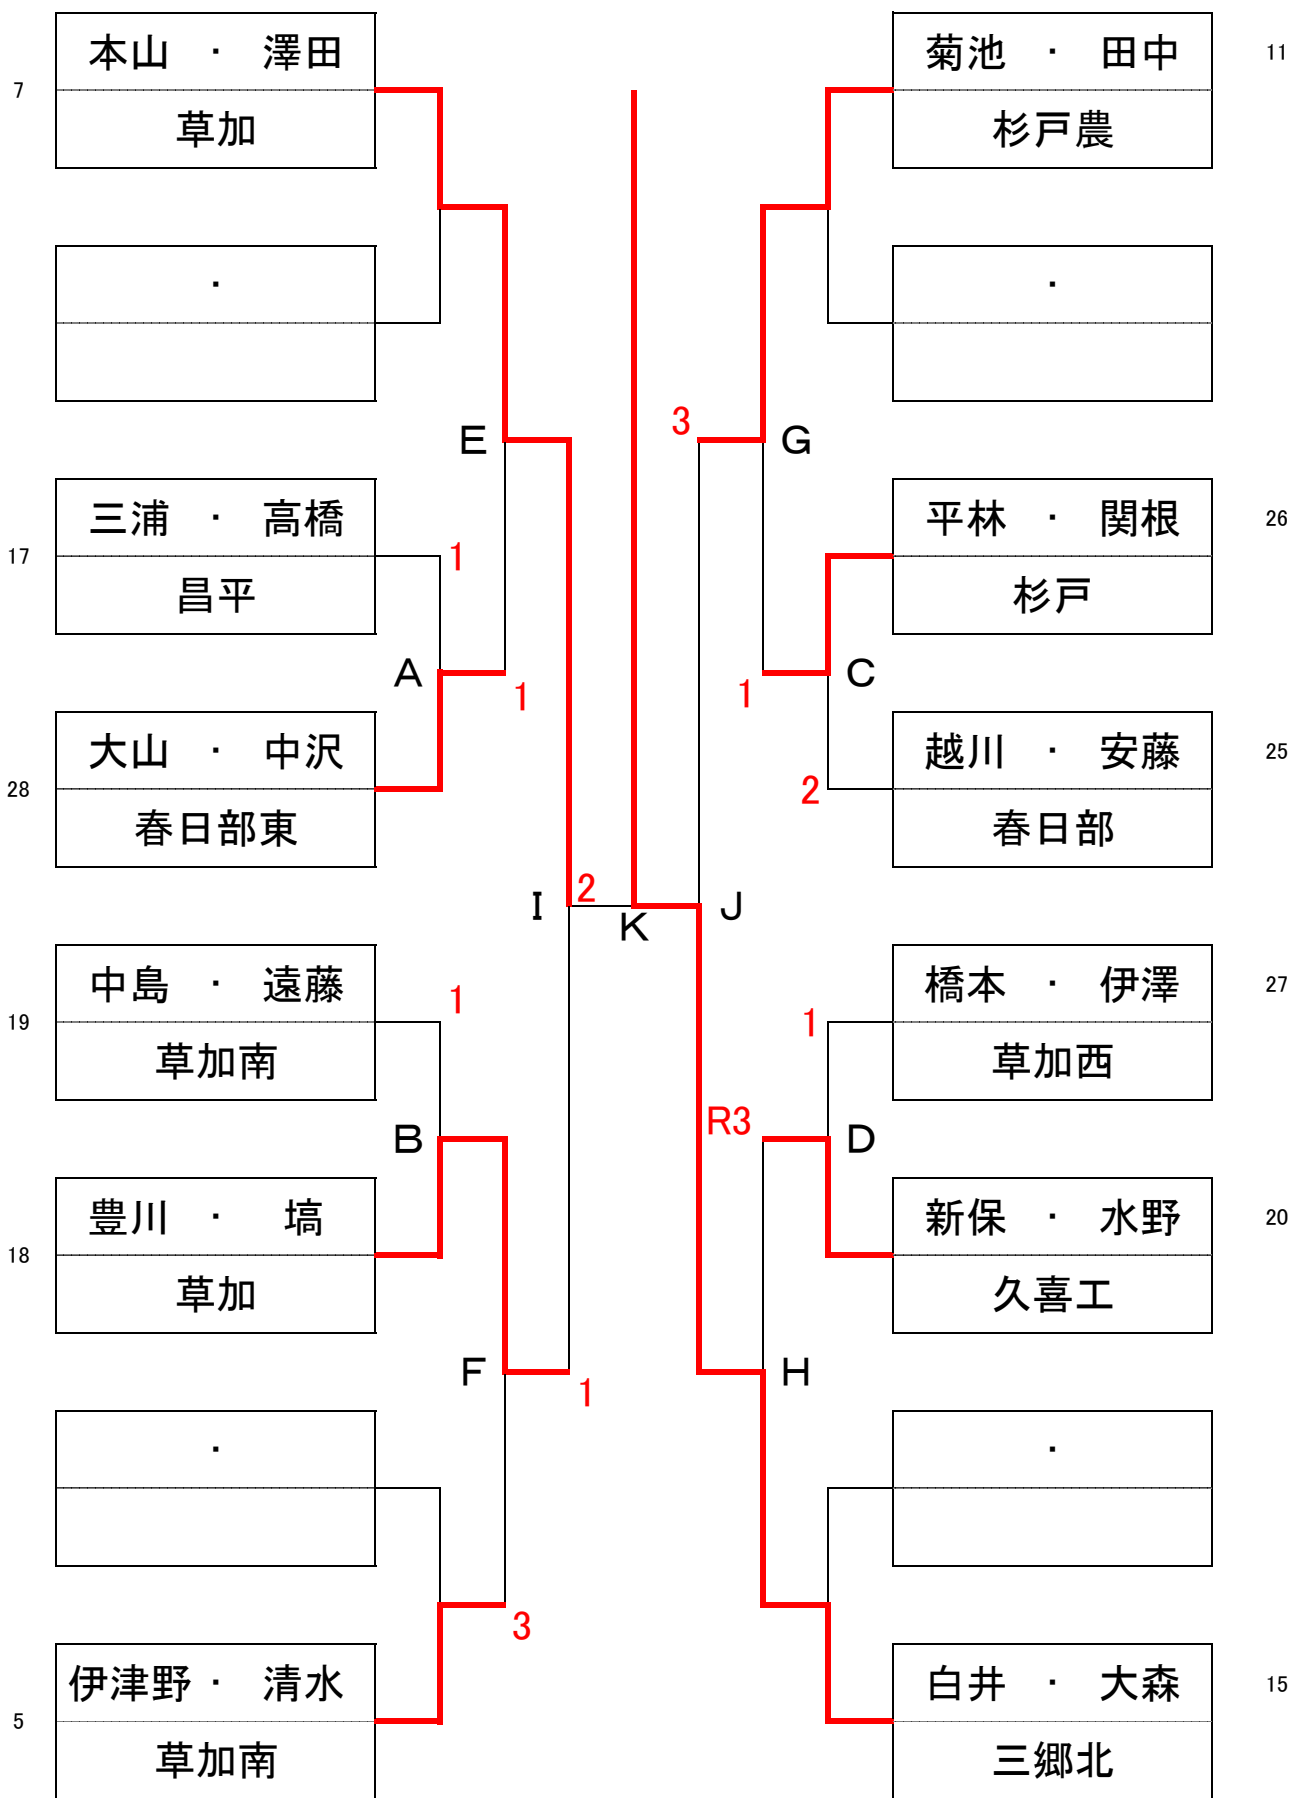 本山 ・ 澤田
7
草加
・
三浦 ・ 高橋
17
昌平
大山 ・ 中沢
28
春日部東
中島 ・ 遠藤
19
草加南
豊川 ・ 塙
18
草加
・
伊津野 ・ 清水
5
草加南
E
1
A
1
I
2
K
J
1
B
F
1
3
3
G
1
C
2
1
R3
D
H
菊池 ・ 田中
11
杉戸農
・
平林 ・ 関根
26
杉戸
越川 ・ 安藤
25
春日部
橋本 ・ 伊澤
27
草加西
新保 ・ 水野
20
久喜工
・
白井 ・ 大森
15
三郷北